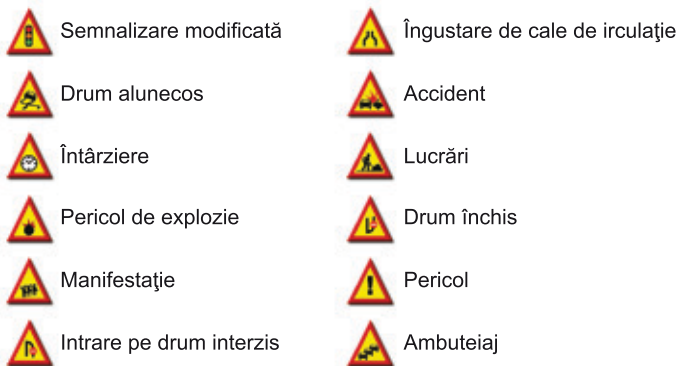 Semnalizare modificată
Drum alunecos
Întârziere
Pericol de explozie
Manifestaţie
Intrare pe drum interzis
Îngustare de cale de irculaţie
Accident
Lucrări
Drum închis
Pericol
Ambuteiaj